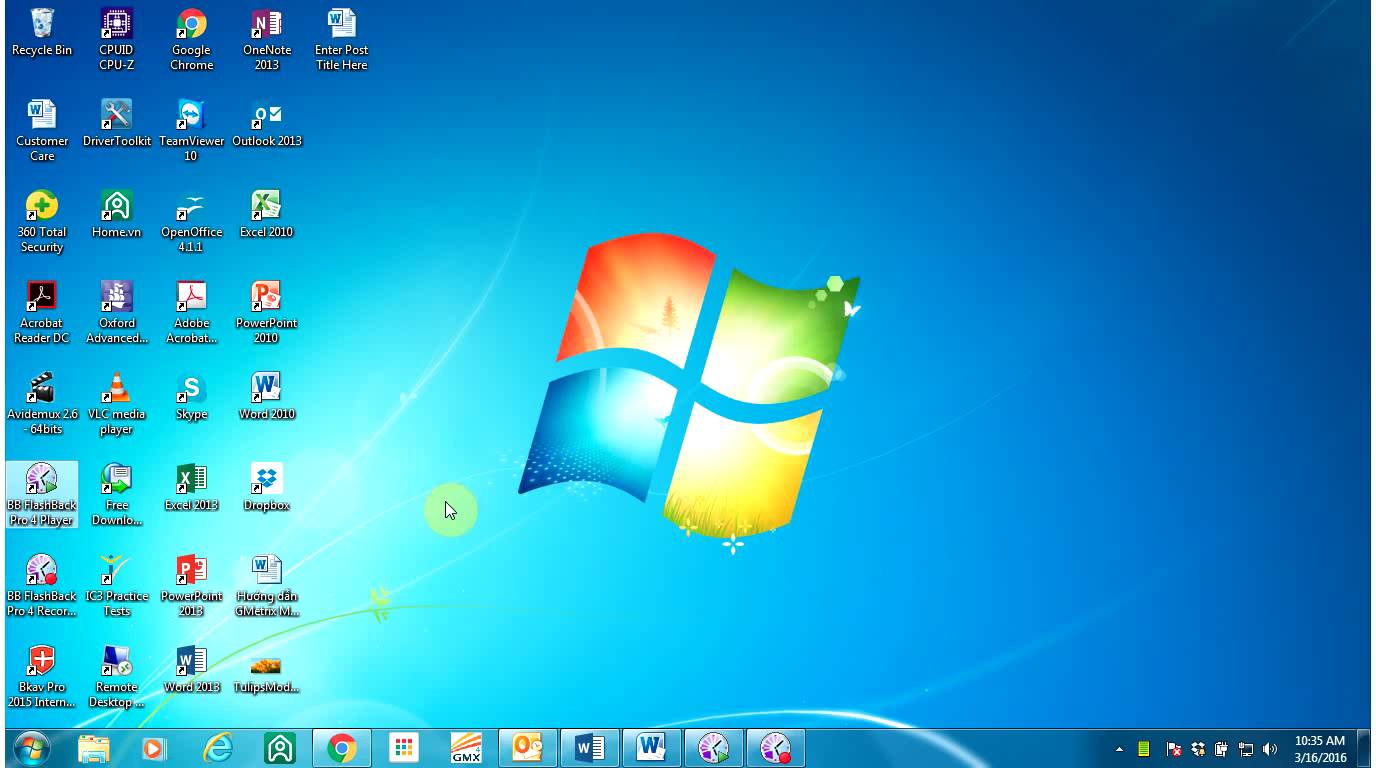 Recycle Bin
CPUID
CPU-Z
Google
Chrome
OneNote
2013
Enter Post
Title Here
Customer
Care
DriverToolkit
TeamViewer
10
Outlook 2013
360 Total
Security
Home.vn
OpenOffice
4.1.1
Excel 2010
Acrobat
Reader DC
Oxford
Advanced...
Adobe
Acrobat...
PowerPoint
2010
Avidemux 2.6
- 64bits
VLC media
player
Skype
Word 2010
BB FlashBack
Pro 4 Player
Free
Downlo...
Excel 2013
Dropbox
BB FlashBack
Pro 4 Recor...
IC3 Practice
Tests
PowerPoint
2013
Hướng dẫn
GMetrix M...
Bkav Pro
2015 Intern...
Remote
Desktop ...
Word 2013
TulipsMod...
GMX
10:35 AM
3/16/2016